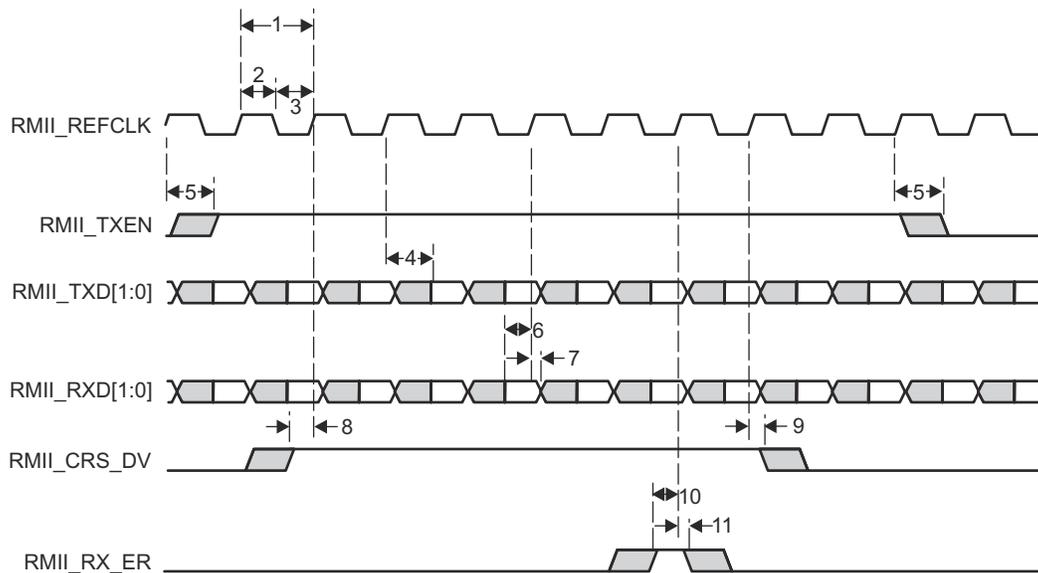 1
2
3
RMII_REFCLK
5
5
RMII_TXEN
4
RMII_TXD[1:0]
6
7
RMII_RXD[1:0]
8
9
RMII_CRS_DV
10
11
RMII_RX_ER